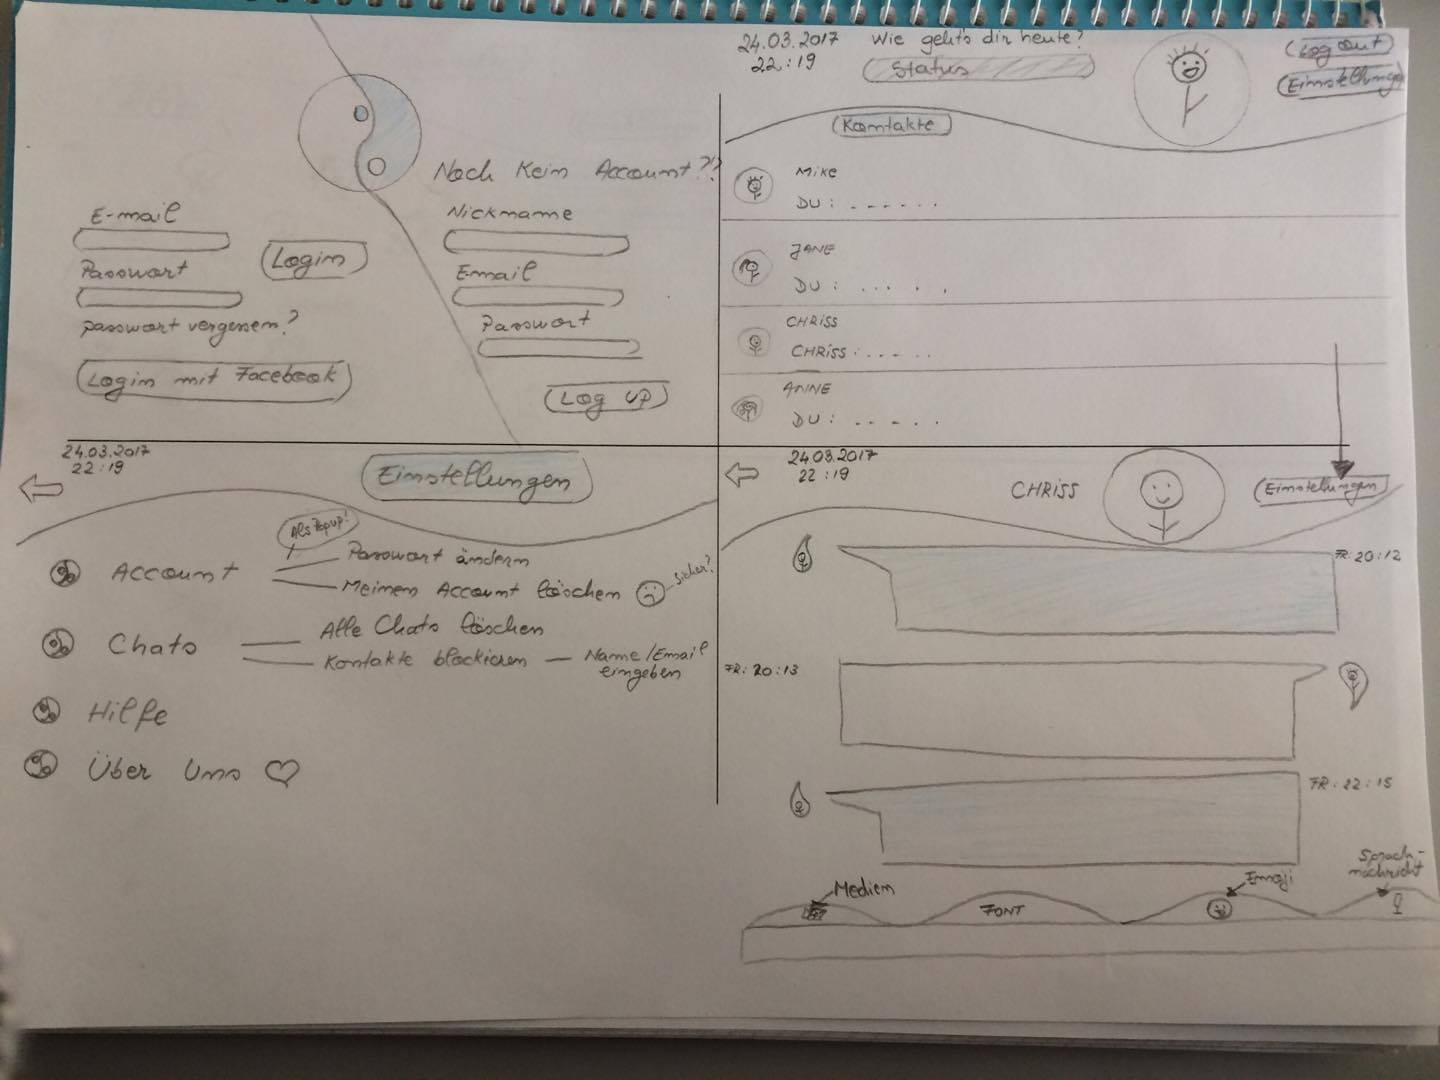 Noch kein Account??
E-mail
Passwort
Login
passwort vergessen?
Login mit Facebook
Nickname
Email
Passwort
Log up
24.03.2017
22:19
Wie geht's dir heute?
Status
Log out
Einstellungen
Kontakte
Mike
DU: . . . . . .
JANE
DU: . . . . .
CHRISS
CHRISS: . . . . .
ANNE
DU: . . . . .
24.03.2017
22:19
Einstellungen
Als Popup!
Account
Passwort ändern
Meinen Account löschen
sicher?
Chats
Alle Chats löschen
Kontakte blockieren — Name/Email
eingeben
Hilfe
Über Uns
24.03.2017
22:19
CHRISS
Einstellungen
FR: 20:12
FR: 20:13
FR: 22:15
Medien
FONT
Emoji
Sprach-
nachricht